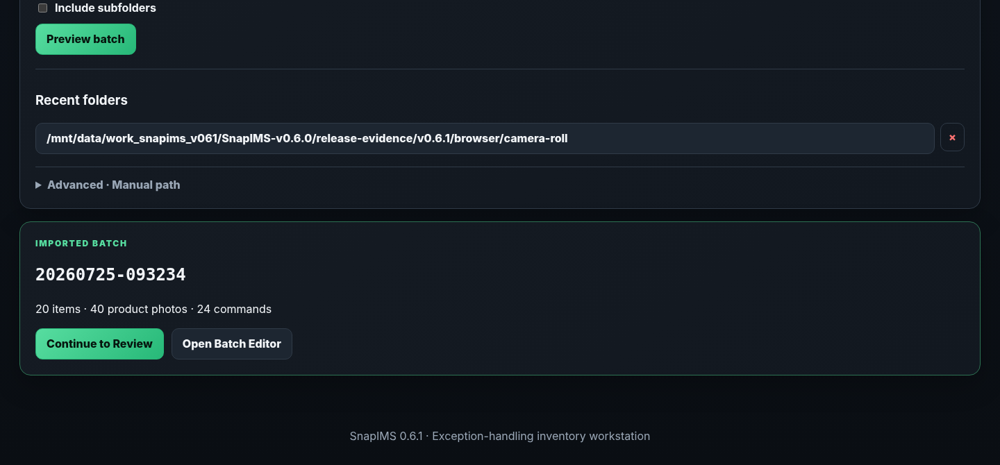 Include subfolders
Preview batch
Recent folders
/mnt/data/work_snapims_v061/SnapIMS-v0.6.0/release-evidence/v0.6.1/browser/camera-roll
×
Advanced · Manual path
IMPORTED BATCH
20260725-093234
20 items · 40 product photos · 24 commands
Continue to Review
Open Batch Editor
SnapIMS 0.6.1 · Exception-handling inventory workstation